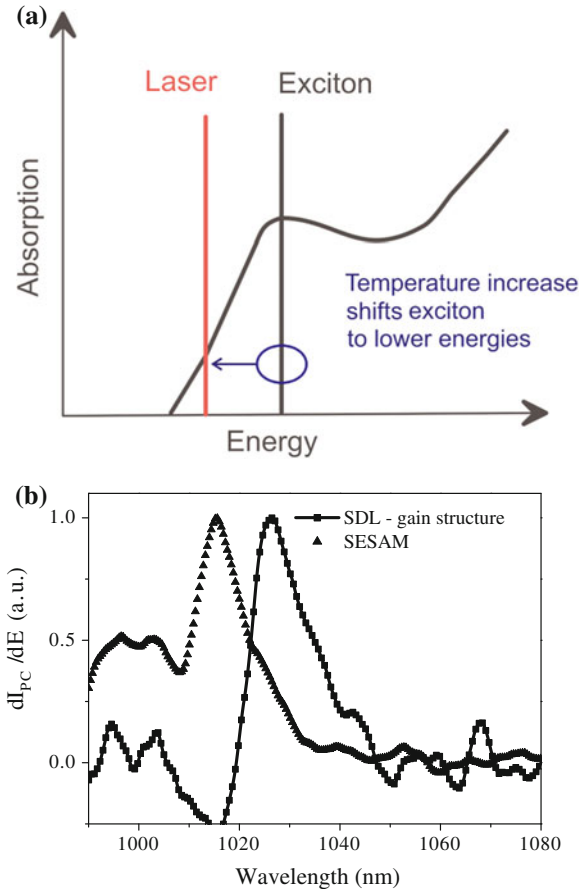 (a)
Laser
Exciton
Absorption
Temperature increase
shifts exciton
to lower energies
Energy
(b)
SDL - gain structure
SESAM
dI_PC /dE (a.u.)
1.0
0.5
0.0
1000
1020
1040
1060
1080
Wavelength (nm)